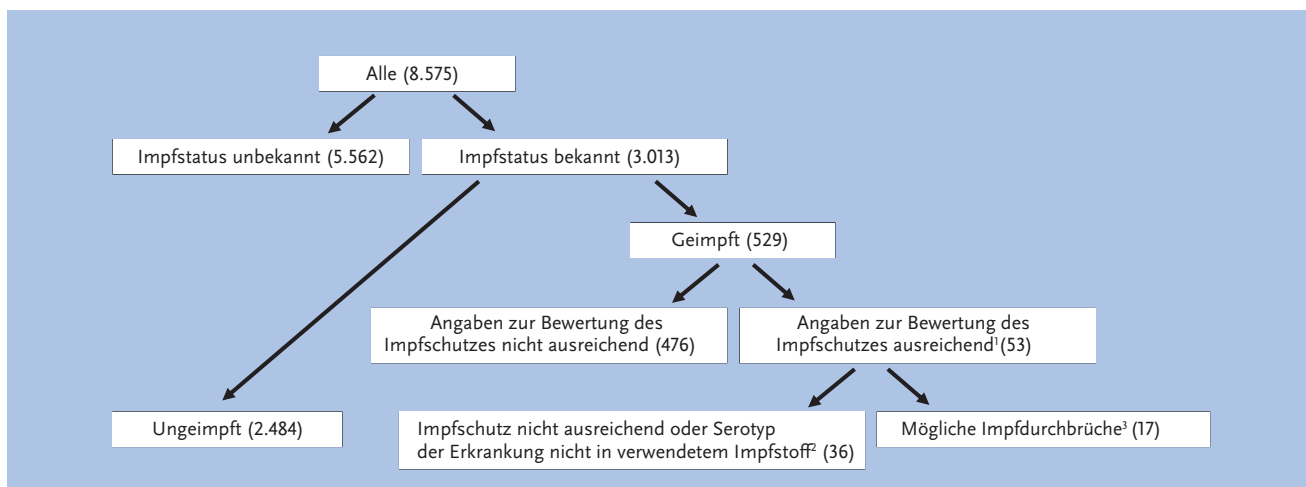 Alle (8.575)
Impfstatus unbekannt (5.562)
Impfstatus bekannt (3.013)
Geimpft (529)
Angaben zur Bewertung des
Impfschutzes nicht ausreichend (476)
Angaben zur Bewertung des
Impfschutzes ausreichend¹(53)
Ungeimpft (2.484)
Impfschutz nicht ausreichend oder Serotyp
der Erkrankung nicht in verwendetem Impfstoff² (36)
Mögliche Impfdurchbrüche³ (17)